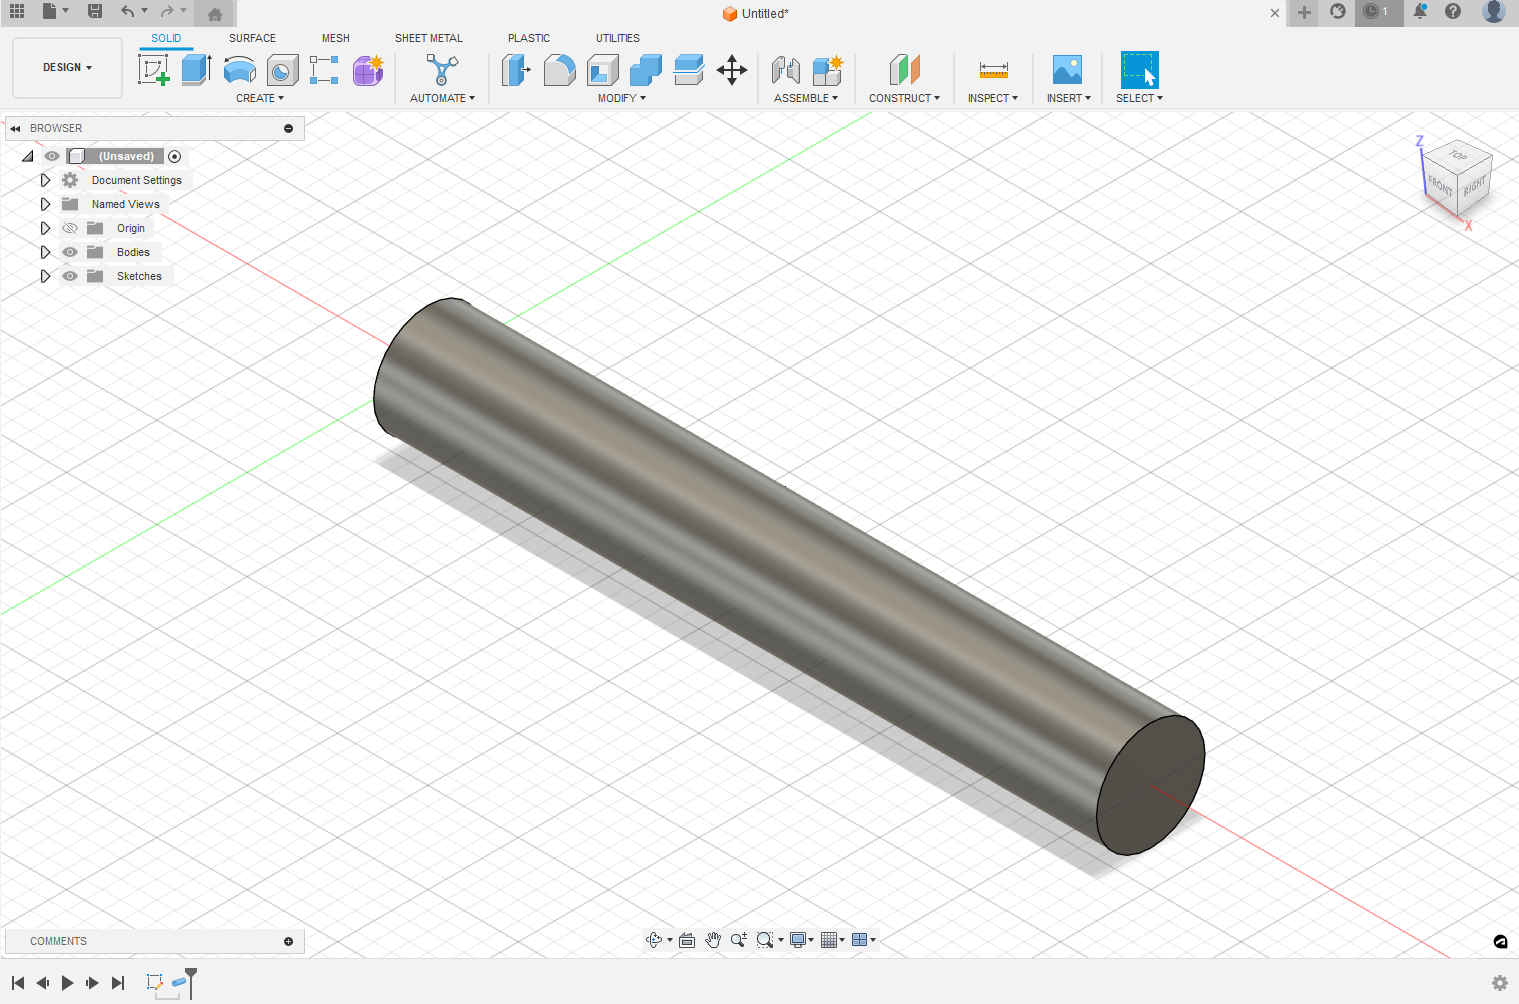 Untitled*
1
DESIGN
SOLID
SURFACE
MESH
SHEET METAL
PLASTIC
UTILITIES
CREATE
AUTOMATE
MODIFY
ASSEMBLE
CONSTRUCT
INSPECT
INSERT
SELECT
BROWSER
(Unsaved)
Document Settings
Named Views
Origin
Bodies
Sketches
Z
TOP
FRONT
RIGHT
X
COMMENTS